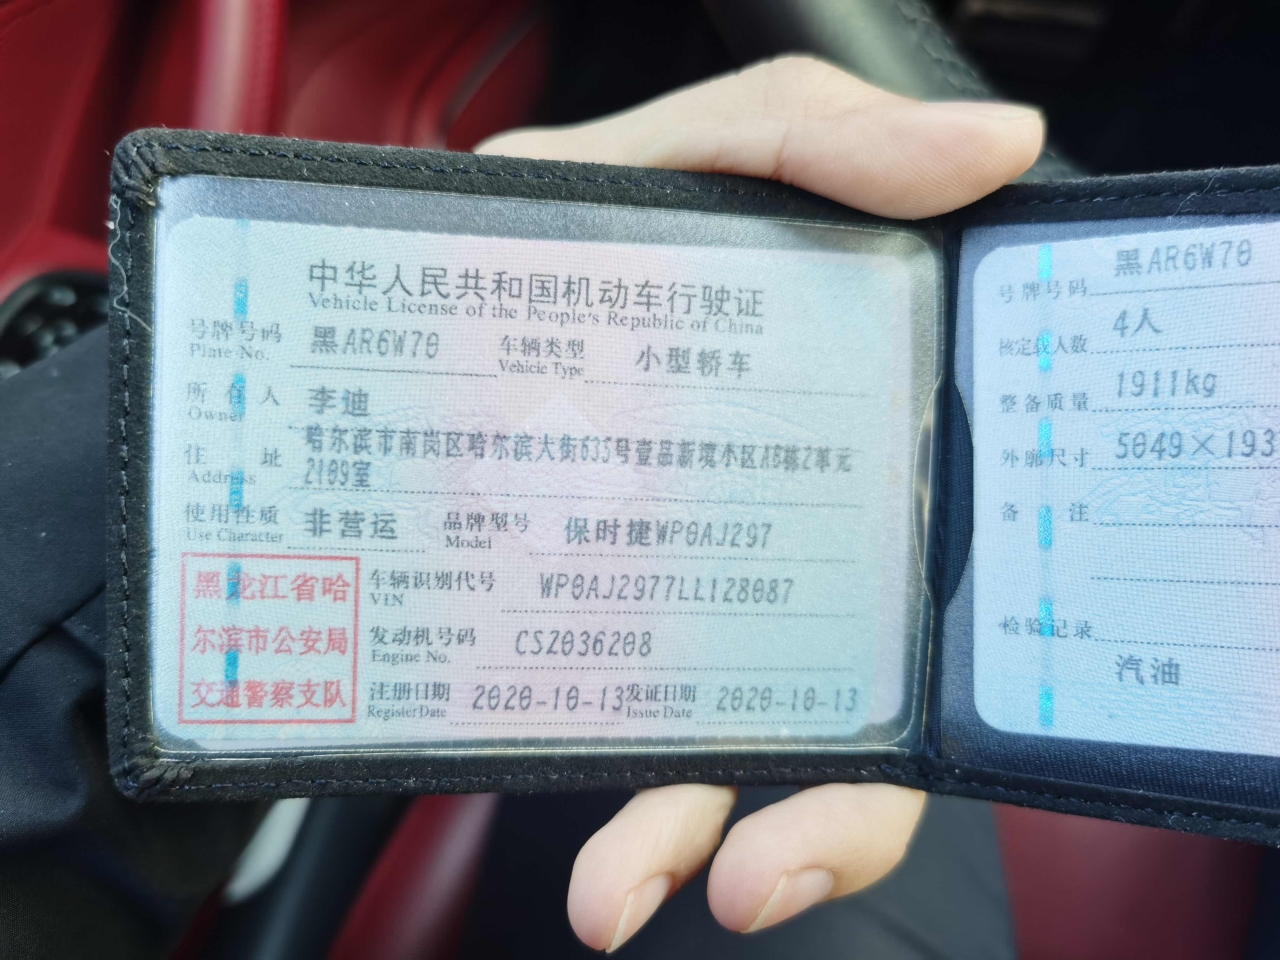 中华人民共和国机动车行驶证
Vehicle License of the People's Republic of China
号牌号码 黑AR6W70 车辆类型 小型轿车
Plate No. Vehicle Type
所有人 李迪
Owner
住址 哈尔滨市南岗区哈尔滨大街635号壹品新境小区A6栋2单元
Address 2109室
使用性质 非营运 品牌型号 保时捷WP0AJ297
Use Character Model
车辆识别代号 WP0AJ2977LL128087
VIN
发动机号码 CSZ036208
Engine No.
注册日期 2020-10-13 发证日期 2020-10-13
Register Date Issue Date
黑龙江省哈
尔滨市公安局
交通警察支队
号牌号码 黑AR6W70
核定载人数 4人
整备质量 1911kg
外廓尺寸 5049×193
备注
检验记录
汽油